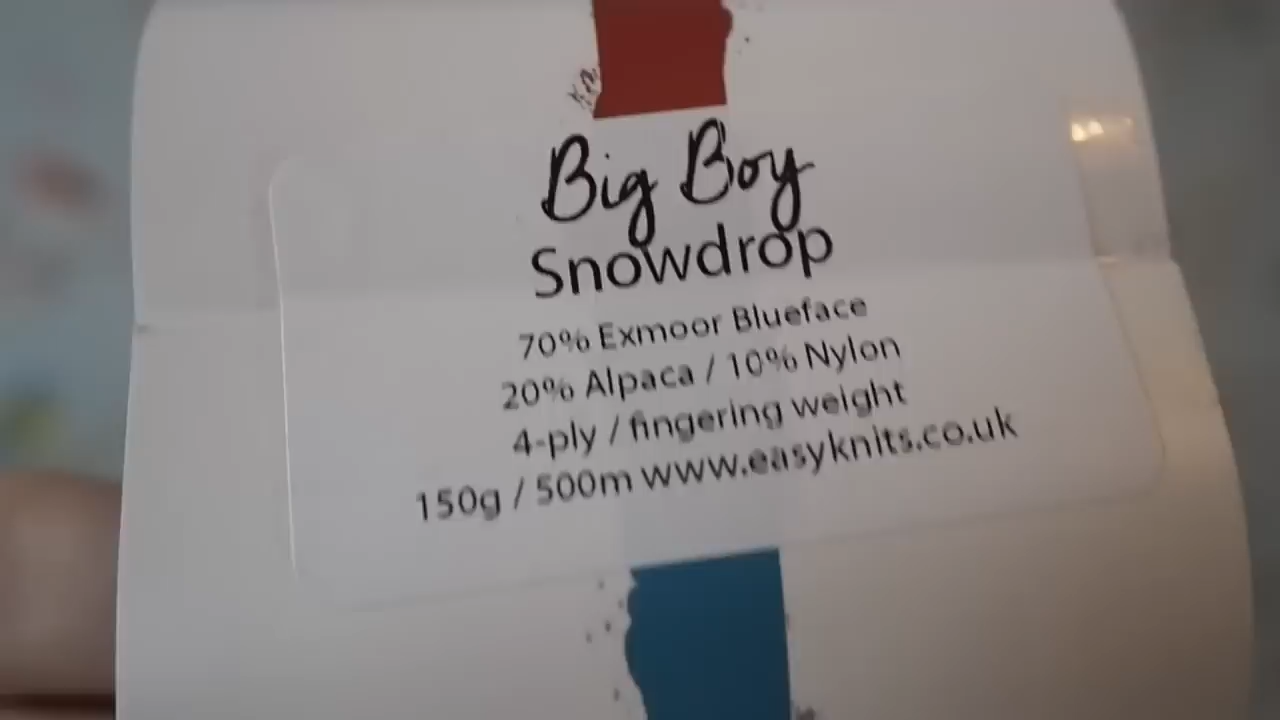 Big Boy
Snowdrop
70% Exmoor Blueface
20% Alpaca / 10% Nylon
4-ply / fingering weight
150g / 500m www.easyknits.co.uk